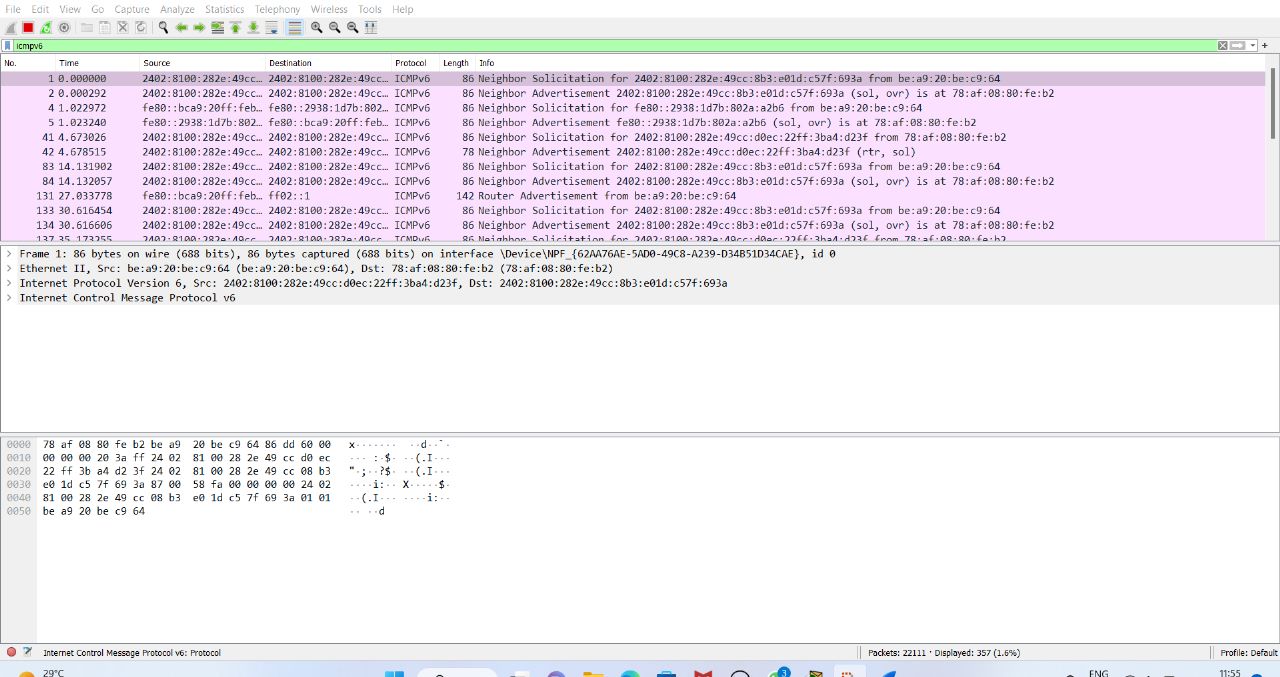 File Edit View Go Capture Analyze Statistics Telephony Wireless Tools Help
icmpv6
No. Time Source Destination Protocol Length Info
1 0.000000 2402:8100:282e:49cc… 2402:8100:282e:49cc… ICMPv6 86 Neighbor Solicitation for 2402:8100:282e:49cc:8b3:e01d:c57f:693a from be:a9:20:be:c9:64
2 0.000292 2402:8100:282e:49cc… 2402:8100:282e:49cc… ICMPv6 86 Neighbor Advertisement 2402:8100:282e:49cc:8b3:e01d:c57f:693a (sol, ovr) is at 78:af:08:80:fe:b2
4 1.022972 fe80::bca9:20ff:feb… fe80::2938:1d7b:802… ICMPv6 86 Neighbor Solicitation for fe80::2938:1d7b:802a:a2b6 from be:a9:20:be:c9:64
5 1.023240 fe80::2938:1d7b:802… fe80::bca9:20ff:feb… ICMPv6 86 Neighbor Advertisement fe80::2938:1d7b:802a:a2b6 (sol, ovr) is at 78:af:08:80:fe:b2
41 4.673026 2402:8100:282e:49cc… 2402:8100:282e:49cc… ICMPv6 86 Neighbor Solicitation for 2402:8100:282e:49cc:d0ec:22ff:3ba4:d23f from 78:af:08:80:fe:b2
42 4.678515 2402:8100:282e:49cc… 2402:8100:282e:49cc… ICMPv6 78 Neighbor Advertisement 2402:8100:282e:49cc:d0ec:22ff:3ba4:d23f (rtr, sol)
83 14.131902 2402:8100:282e:49cc… 2402:8100:282e:49cc… ICMPv6 86 Neighbor Solicitation for 2402:8100:282e:49cc:8b3:e01d:c57f:693a from be:a9:20:be:c9:64
84 14.132057 2402:8100:282e:49cc… 2402:8100:282e:49cc… ICMPv6 86 Neighbor Advertisement 2402:8100:282e:49cc:8b3:e01d:c57f:693a (sol, ovr) is at 78:af:08:80:fe:b2
131 27.033778 fe80::bca9:20ff:feb… ff02::1 ICMPv6 142 Router Advertisement from be:a9:20:be:c9:64
133 30.616454 2402:8100:282e:49cc… 2402:8100:282e:49cc… ICMPv6 86 Neighbor Solicitation for 2402:8100:282e:49cc:8b3:e01d:c57f:693a from be:a9:20:be:c9:64
134 30.616606 2402:8100:282e:49cc… 2402:8100:282e:49cc… ICMPv6 86 Neighbor Advertisement 2402:8100:282e:49cc:8b3:e01d:c57f:693a (sol, ovr) is at 78:af:08:80:fe:b2
137 35.173255 2402:8100:282e:49cc… 2402:8100:282e:49cc… ICMPv6 86 Neighbor Solicitation for 2402:8100:282e:49cc:d0ec:22ff:3ba4:d23f from 78:af:08:80:fe:b2
Frame 1: 86 bytes on wire (688 bits), 86 bytes captured (688 bits) on interface \Device\NPF_{62AA76AE-5AD0-49C8-A239-D34B51D34CAE}, id 0
Ethernet II, Src: be:a9:20:be:c9:64 (be:a9:20:be:c9:64), Dst: 78:af:08:80:fe:b2 (78:af:08:80:fe:b2)
Internet Protocol Version 6, Src: 2402:8100:282e:49cc:d0ec:22ff:3ba4:d23f, Dst: 2402:8100:282e:49cc:8b3:e01d:c57f:693a
Internet Control Message Protocol v6
0000 78 af 08 80 fe b2 be a9 20 be c9 64 86 dd 60 00 x······· ··d··`·
0010 00 00 00 20 3a ff 24 02 81 00 28 2e 49 cc d0 ec ··· :·$· ··(.I···
0020 22 ff 3b a4 d2 3f 24 02 81 00 28 2e 49 cc 08 b3 "·;··?$· ··(.I···
0030 e0 1d c5 7f 69 3a 87 00 58 fa 00 00 00 00 24 02 ····i:·· X·····$·
0040 81 00 28 2e 49 cc 08 b3 e0 1d c5 7f 69 3a 01 01 ··(.I··· ····i:··
0050 be a9 20 be c9 64 ·· ··d
Internet Control Message Protocol v6: Protocol Packets: 22111 · Displayed: 357 (1.6%) Profile: Default
29°C 3 ENG 11:55